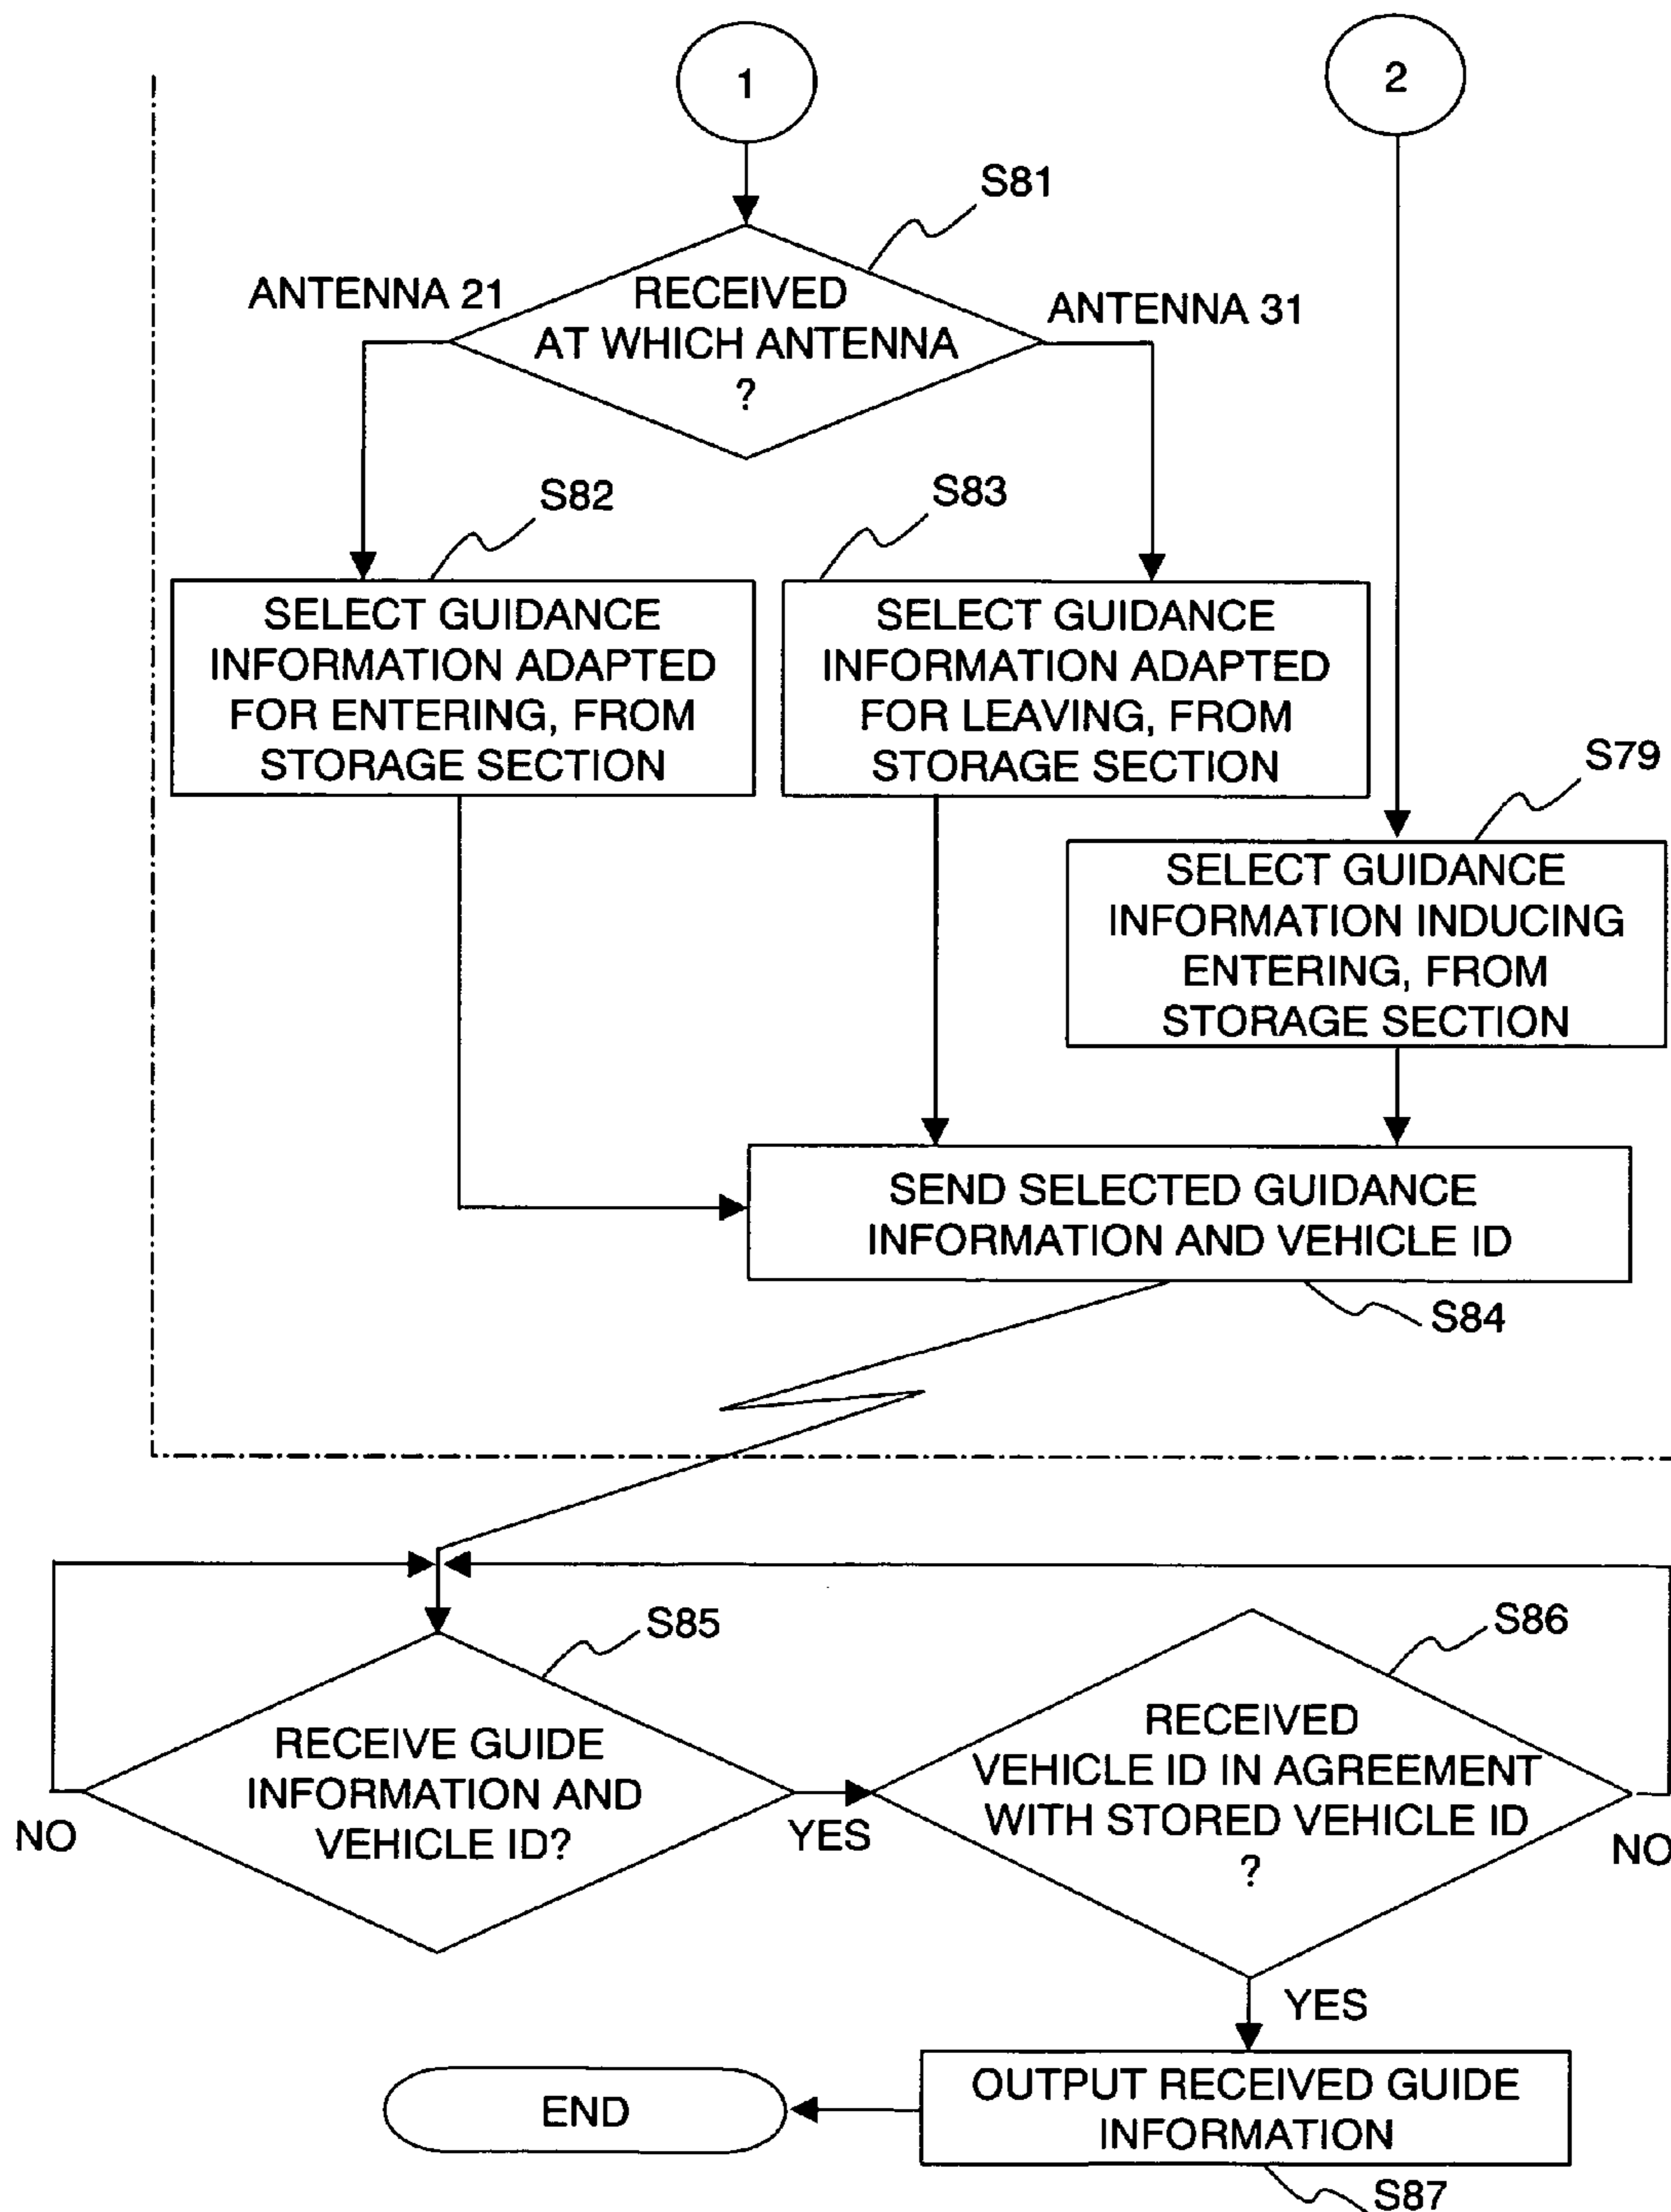 1
2
S81
ANTENNA 21
RECEIVED
AT WHICH ANTENNA
?
ANTENNA 31
S82
S83
SELECT GUIDANCE
INFORMATION ADAPTED
FOR ENTERING, FROM
STORAGE SECTION
SELECT GUIDANCE
INFORMATION ADAPTED
FOR LEAVING, FROM
STORAGE SECTION
S79
SELECT GUIDANCE
INFORMATION INDUCING
ENTERING, FROM
STORAGE SECTION
SEND SELECTED GUIDANCE
INFORMATION AND VEHICLE ID
S84
S85
S86
RECEIVE GUIDE
INFORMATION AND
VEHICLE ID?
NO
YES
RECEIVED
VEHICLE ID IN AGREEMENT
WITH STORED VEHICLE ID
?
NO
YES
OUTPUT RECEIVED GUIDE
INFORMATION
END
S87